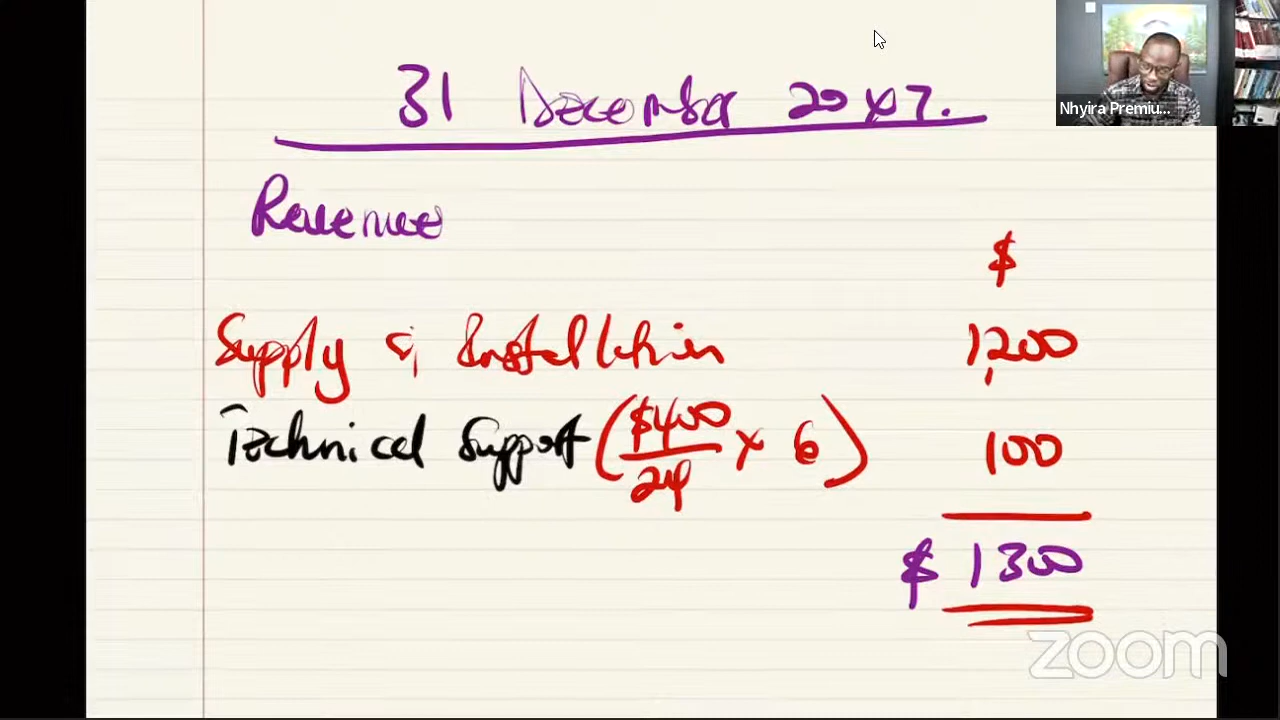 31 December 20x7.
Nhyira Premiu...
Revenue
$
Supply & Installation 1,200
Technical Support ($400/24 x 6) 100
$ 1300
zoom